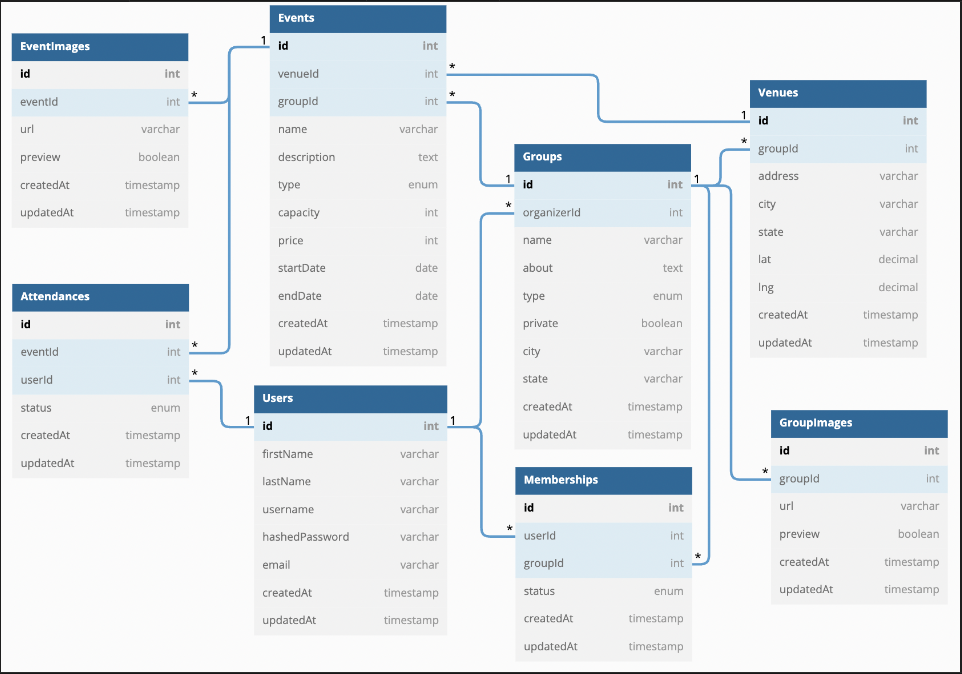 EventImages
id int
eventId int
url varchar
preview boolean
createdAt timestamp
updatedAt timestamp
Attendances
id int
eventId int
userId int
status enum
createdAt timestamp
updatedAt timestamp
Events
id int
venueId int
groupId int
name varchar
description text
type enum
capacity int
price int
startDate date
endDate date
createdAt timestamp
updatedAt timestamp
Users
id int
firstName varchar
lastName varchar
username varchar
hashedPassword varchar
email varchar
createdAt timestamp
updatedAt timestamp
Groups
id int
organizerId int
name varchar
about text
type enum
private boolean
city varchar
state varchar
createdAt timestamp
updatedAt timestamp
Memberships
id int
userId int
groupId int
status enum
createdAt timestamp
updatedAt timestamp
Venues
id int
groupId int
address varchar
city varchar
state varchar
lat decimal
lng decimal
createdAt timestamp
updatedAt timestamp
GroupImages
id int
groupId int
url varchar
preview boolean
createdAt timestamp
updatedAt timestamp
1
*
*
*
1
*
*
1
*
1
1
*
*
1
*
1
*
*